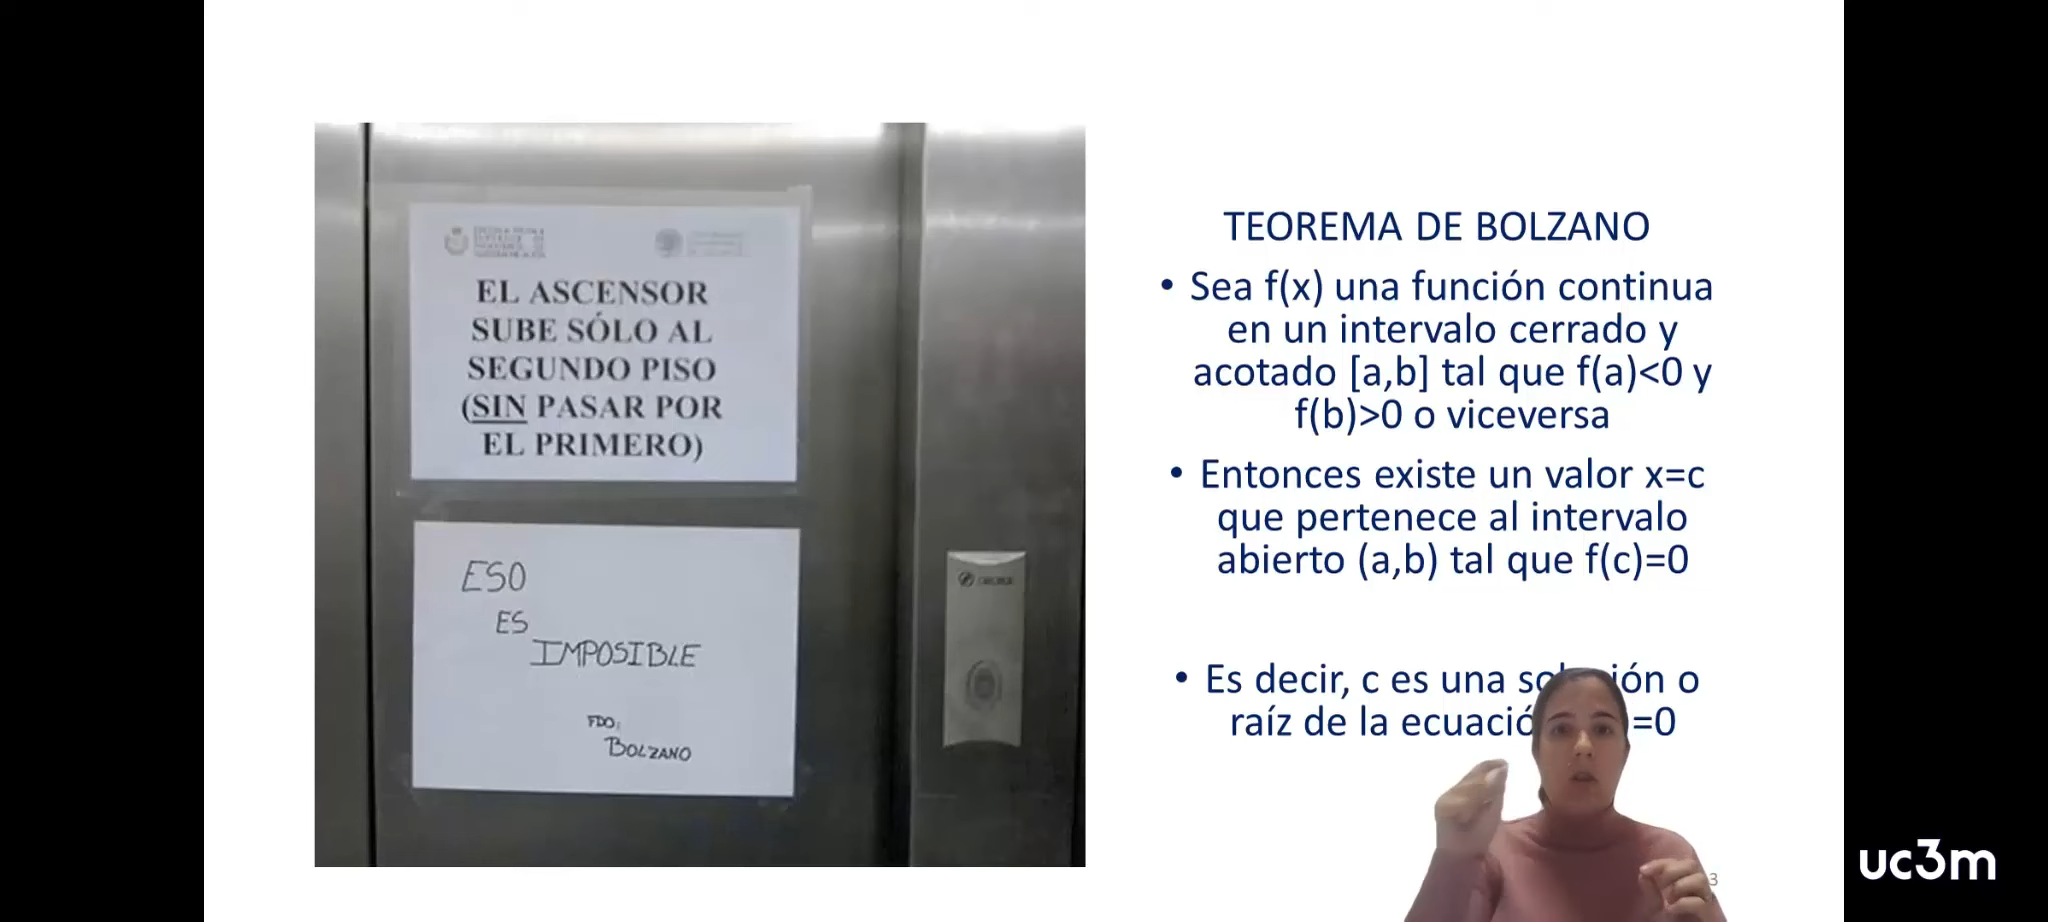 EL ASCENSOR
SUBE SÓLO AL
SEGUNDO PISO
(SIN PASAR POR
EL PRIMERO)
ESO
ES
IMPOSIBLE
FDO:
BOLZANO
TEOREMA DE BOLZANO
• Sea f(x) una función continua
en un intervalo cerrado y
acotado [a,b] tal que f(a)<0 y
f(b)>0 o viceversa
• Entonces existe un valor x=c
que pertenece al intervalo
abierto (a,b) tal que f(c)=0
• Es decir, c es una o
raíz de la =0
3
uc3m